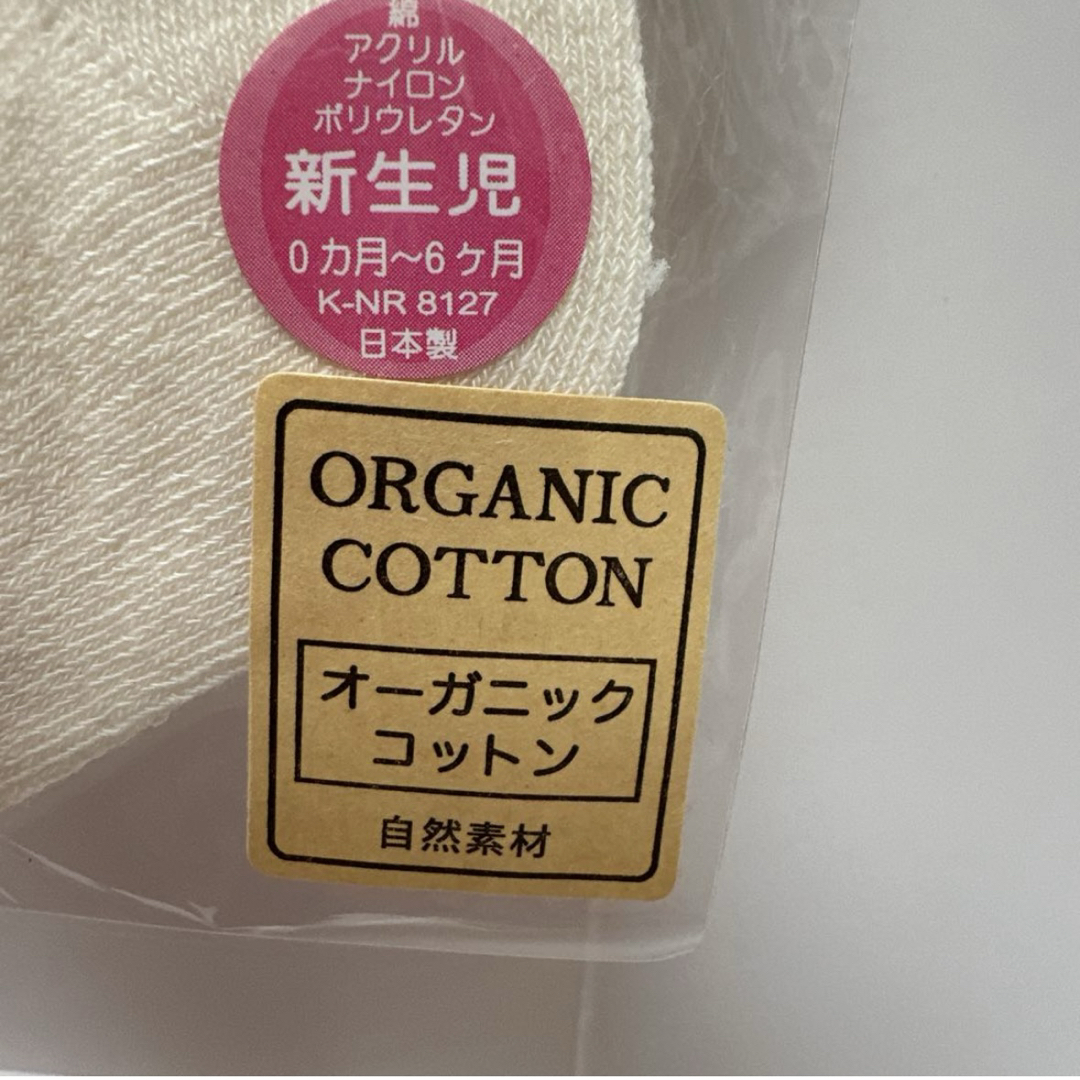 綿
アクリル
ナイロン
ポリウレタン
新生児
0カ月〜6ケ月
K-NR 8127
日本製
ORGANIC
COTTON
オーガニック
コットン
自然素材